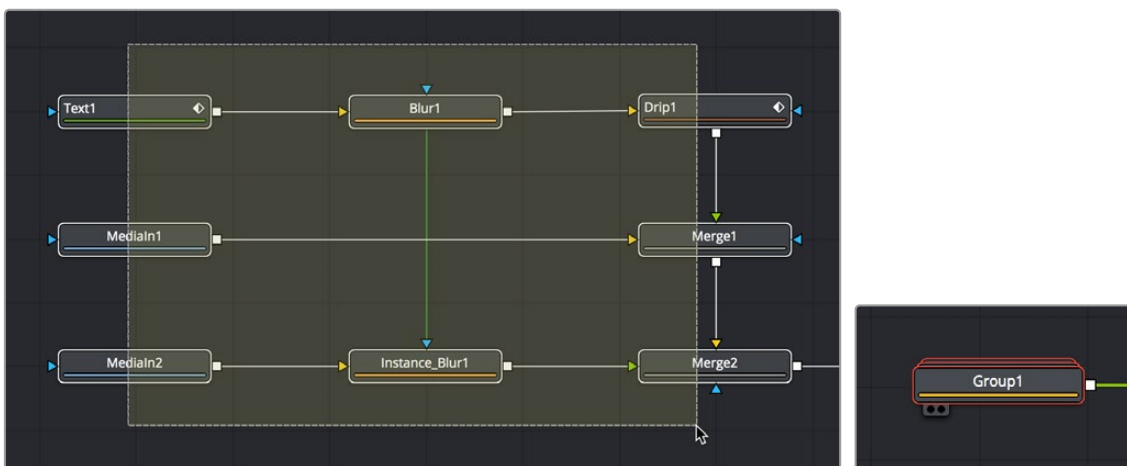 Text1
Blur1
Drip1
MediaIn1
Merge1
MediaIn2
Instance_Blur1
Merge2
Group1